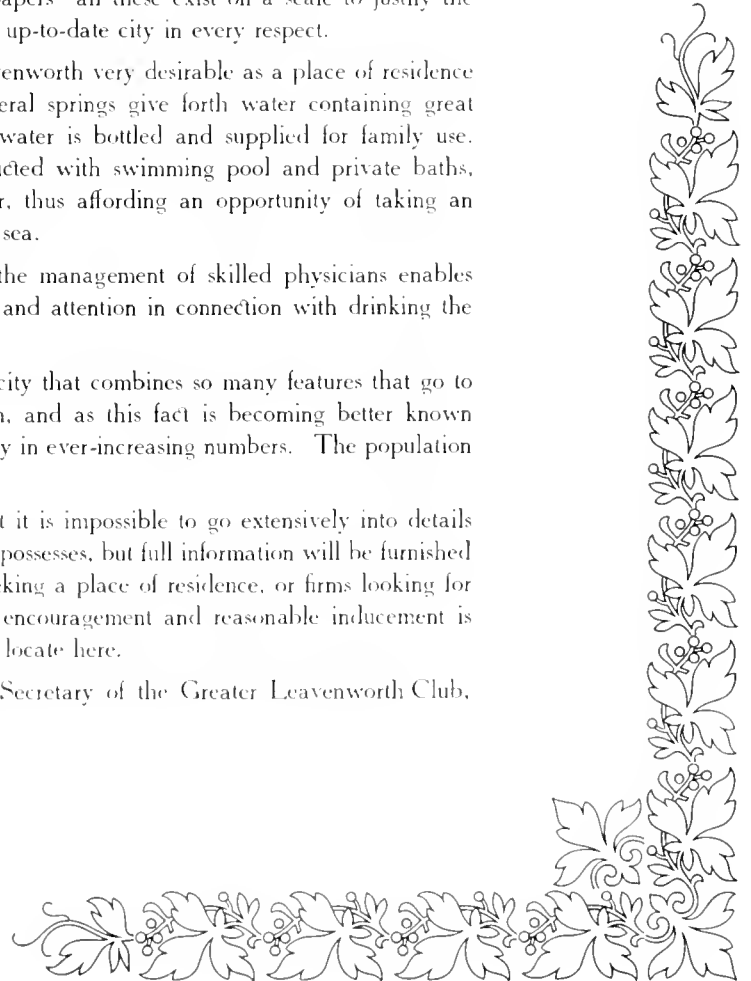 all these exist on a scale to justify the
up-to-date city in every respect.
enworth very desirable as a place of residence
eral springs give forth water containing great
water is bottled and supplied for family use.
cted with swimming pool and private baths,
r, thus affording an opportunity of taking an
sea.
the management of skilled physicians enables
and attention in connection with drinking the
city that combines so many features that go to
n, and as this fact is becoming better known
y in ever-increasing numbers. The population
t it is impossible to go extensively into details
possesses, but full information will be furnished
king a place of residence, or firms looking for
encouragement and reasonable inducement is
locate here.
Secretary of the Greater Leavenworth Club,